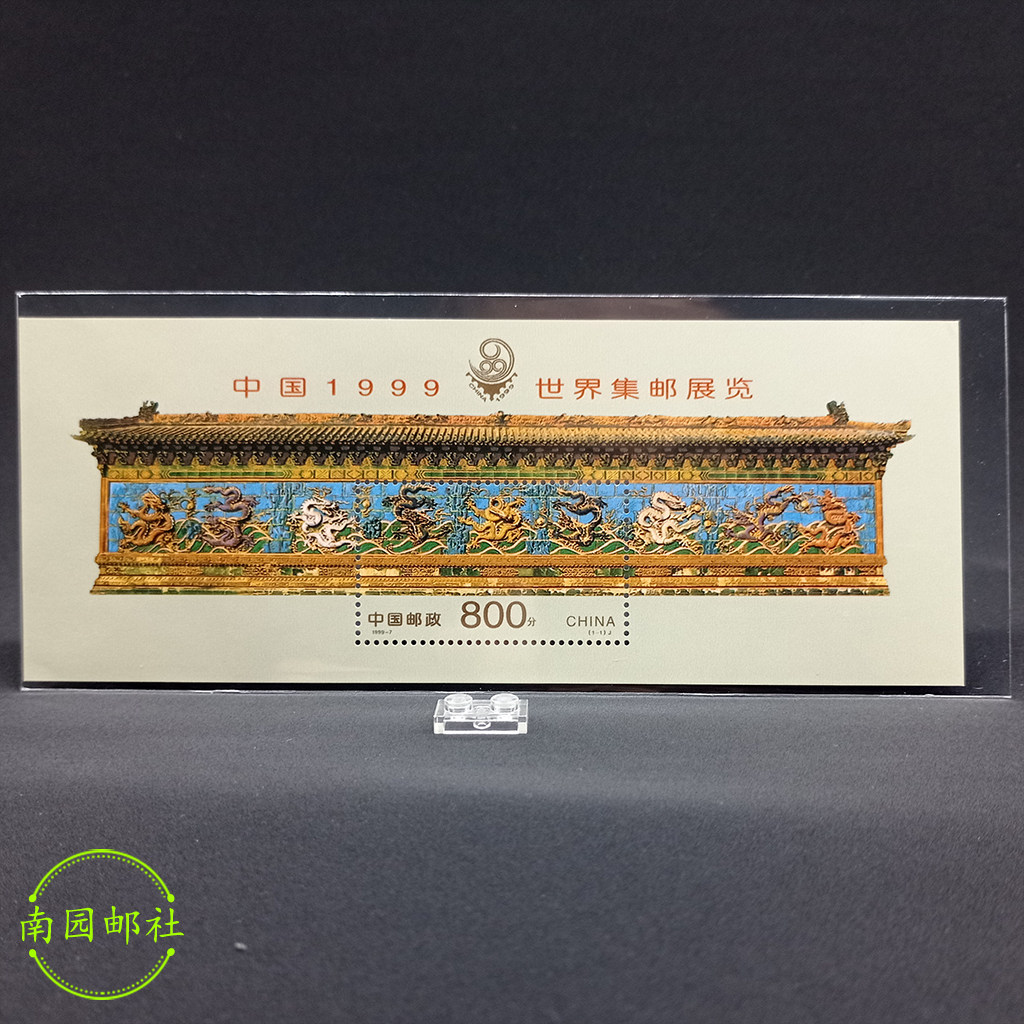 中国1999 世界集邮展览
CHINA 1999
中国邮政 800分 CHINA
1999-7 (1-1)J
南园邮社